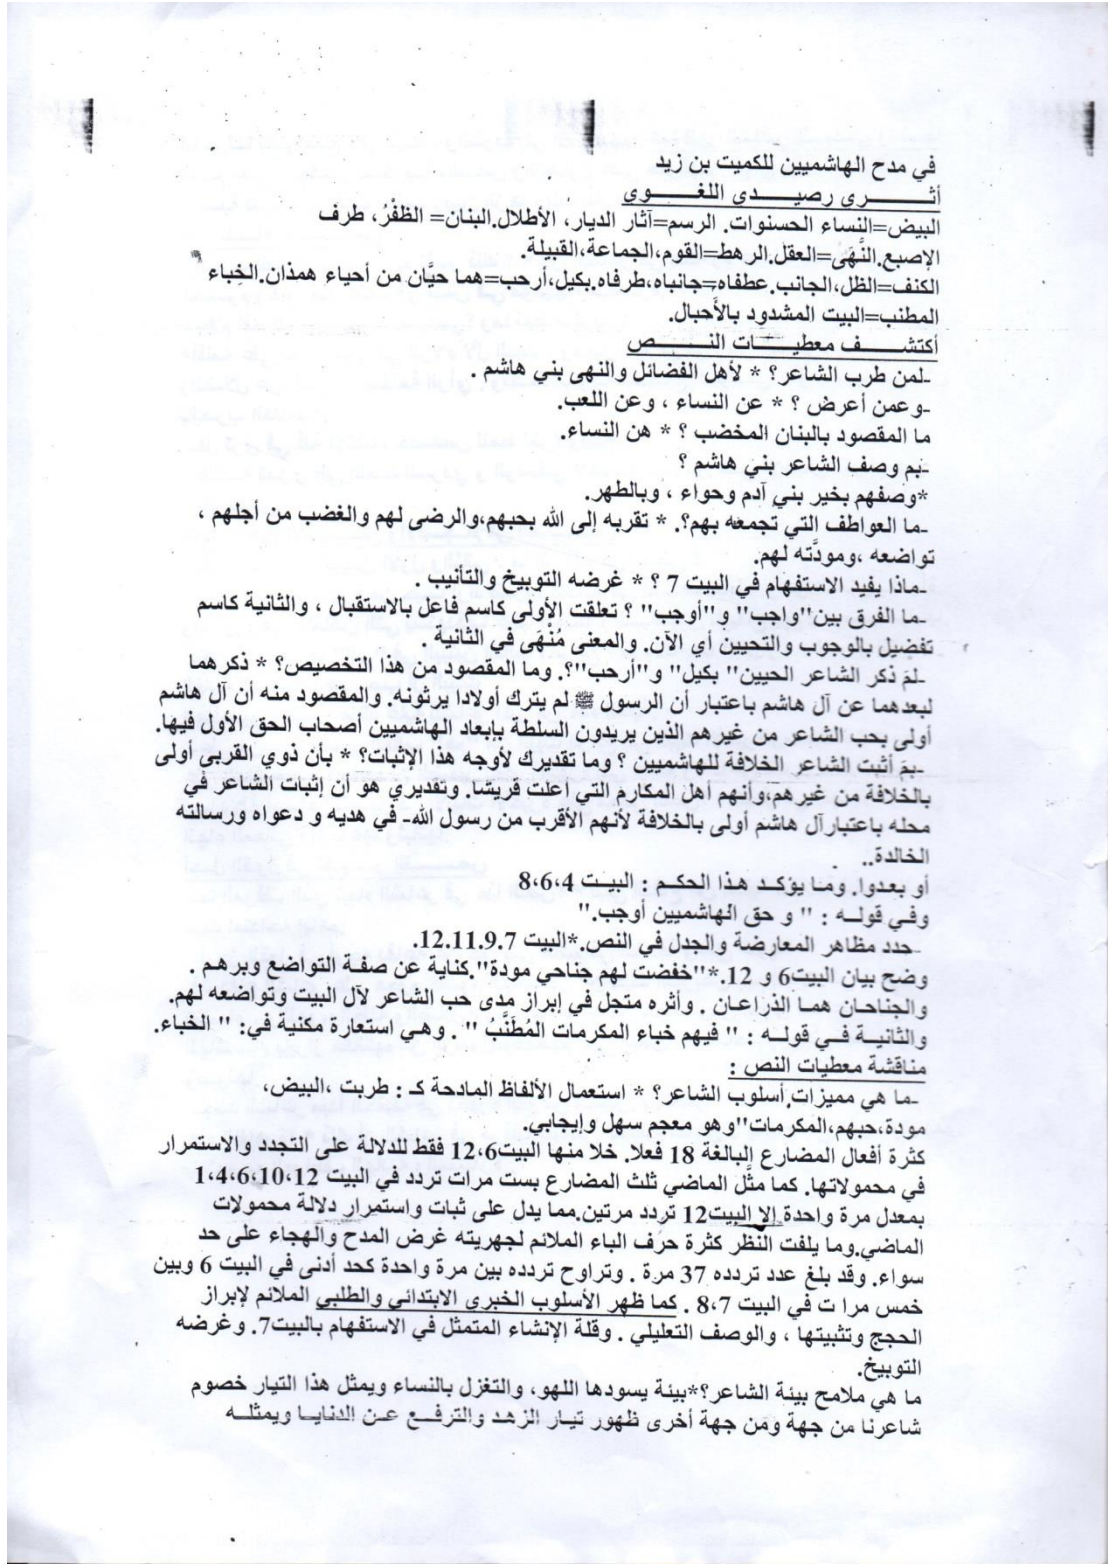 في مدح الهاشميين للكميت بن زيد
أثـــــــرى رصيـــدي اللغــــوي
البيض=النساء الحسنوات. الرسم=آثار الديار، الأطلال.البنان= الظفْرُ، طرف
الإصبع.النَّهَى=العقل.الرهط=القوم،الجماعة،القبيلة.
الكنف=الظل،الجانب.عطفاه=جانباه،طرفاه.بكيل،أرحب=هما حيَّان من أحياء همذان.الخِباء
المطنب=البيت المشدود بالأَحبال.
أكتشـــــف معطيـــــات النــــص
-لمن طرب الشاعر؟ * لأهل الفضائل والنهى بني هاشم .
-وعمن أعرض ؟ * عن النساء ، وعن اللعب.
ما المقصود بالبنان المخضب ؟ * هن النساء.
-بم وصف الشاعر بني هاشم ؟
*وصفهم بخير بني آدم وحواء ، وبالطهر.
-ما العواطف التي تجمعه بهم؟. * تقربه إلى الله بحبهم،والرضى لهم والغضب من أجلهم ،
تواضعه ،ومودَّته لهم.
-ماذا يفيد الاستفهام في البيت 7 ؟ * غرضه التوبيخ والتأنيب .
-ما الفرق بين"واجب" و "أوجب" ؟ تعلقت الأولى كاسم فاعل بالاستقبال ، والثانية كاسم
تفضيل بالوجوب والتحيين أي الآن. والمعنى مُنْهَى في الثانية
-لمَ ذكر الشاعر الحيين" بكيل" و "أرحب"؟. وما المقصود من هذا التخصيص؟ * ذكرهما
لبعدهما عن آل هاشم باعتبار أن الرسول ﷺ لم يترك أولادا يرثونه. والمقصود منه أن آل هاشم
أولى بحب الشاعر من غيرهم الذين يريدون السلطة بإبعاد الهاشميين أصحاب الحق الأول فيها.
-بمَ أثبت الشاعر الخلافة للهاشميين ؟ وما تقديرك لأوجه هذا الإثبات؟ * بأن ذوي القربى أولى
بالخلافة من غيرهم،وأنهم أهل المكارم التي أعلت قريشا. وتقديري هو أن إثبات الشاعر في
محله باعتبارآل هاشم أولى بالخلافة لأنهم الأقرب من رسول الله- في هديه و دعواه ورسالته
الخالدة..
أو بعدوا. وما يؤكد هذا الحكم : البيت 8،6،4
وفي قوله : " و حق الهاشميين أوجب."
-حدد مظاهر المعارضة والجدل في النص.*البيت 12.11.9.7.
وضح بيان البيت6 و 12.*"خفضت لهم جناحي مودة".كناية عن صفة التواضع وبرهم .
والجناحان هما الذراعان . وأثره متجل في إبراز مدى حب الشاعر لآل البيت وتواضعه لهم.
والثانية في قوله : " فيهم خباء المكرمات المُطَنَّبُ " . وهي استعارة مكنية في: " الخباء.
مناقشة معطيات النص :
-ما هي مميزات أسلوب الشاعر؟ * استعمال الألفاظ المادحة كـ : طربت ،البيض،
مودة،حبهم،المكرمات"وهو معجم سهل وإيجابي.
كثرة أفعال المضارع البالغة 18 فعلا. خلا منها البيت12،6 فقط للدلالة على التجدد والاستمرار
في محمولاتها. كما مثَّل الماضي ثلث المضارع بست مرات تردد في البيت 1،4،6،10،12
بمعدل مرة واحدة إلا البيت12 تردد مرتين.مما يدل على ثبات واستمرار دلالة محمولات
الماضي.وما يلفت النظر كثرة حرف الباء الملائم لجهريته غرض المدح والهجاء على حد
سواء. وقد بلغ عدد تردده 37 مرة . وتراوح تردده بين مرة واحدة كحد أدنى في البيت 6 وبين
خمس مرا ت في البيت 8،7 . كما ظهر الأسلوب الخبري الابتدائي والطلبي الملائم لإبراز
الحجج وتثبيتها ، والوصف التعليلي . وقلة الإنشاء المتمثل في الاستفهام بالبيت7. وغرضه
التوبيخ.
ما هي ملامح بيئة الشاعر؟*بيئة يسودها اللهو، والتغزل بالنساء ويمثل هذا التيار خصوم
شاعرنا من جهة ومَن جهة أخرى ظهور تيار الزهد والترفع عن الدنايا ويمثله